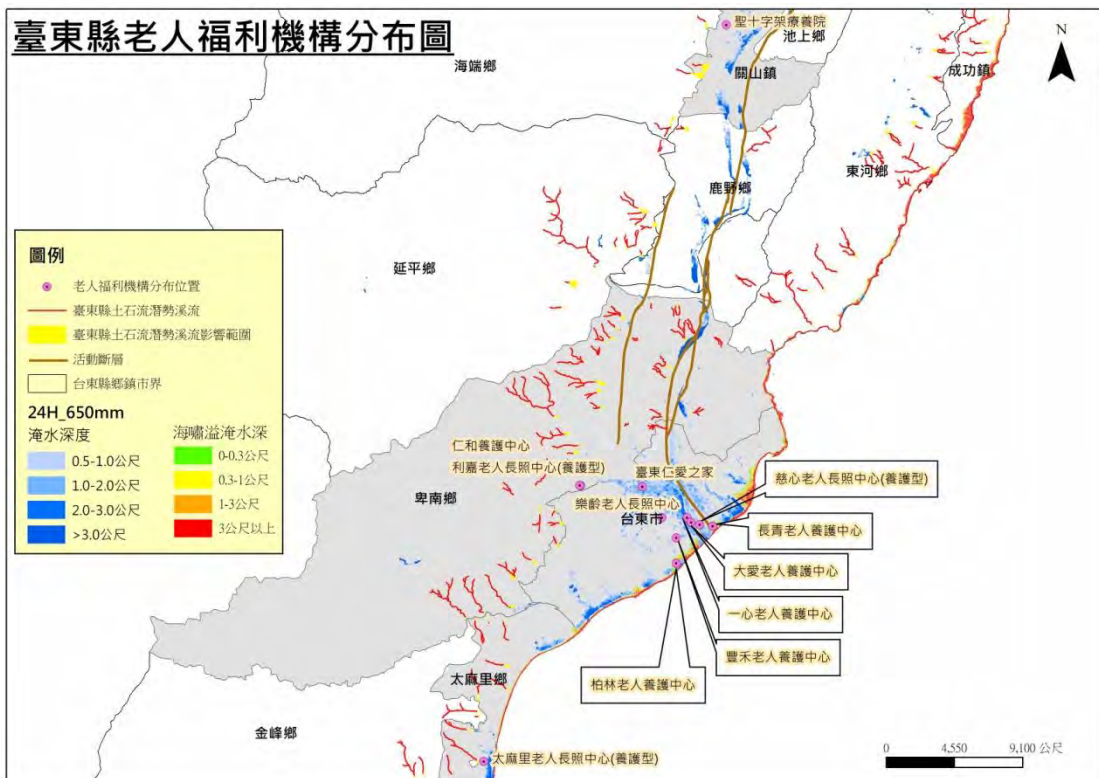 臺東縣老人福利機構分布圖
聖十字架療養院
池上鄉
N
海端鄉
關山鎮
成功鎮
東河鄉
鹿野鄉
延平鄉
圖例
老人福利機構分布位置
臺東縣土石流潛勢溪流
臺東縣土石流潛勢溪流影響範圍
活動斷層
台東縣鄉鎮市界
24H_650mm
淹水深度
0.5-1.0公尺
1.0-2.0公尺
2.0-3.0公尺
>3.0公尺
海嘯溢淹水深
0-0.3公尺
0.3-1公尺
1-3公尺
3公尺以上
仁和養護中心
利嘉老人長照中心(養護型)
臺東仁愛之家
慈心老人長照中心(養護型)
卑南鄉
樂齡老人長照中心
台東市
長青老人養護中心
大愛老人養護中心
一心老人養護中心
豐禾老人養護中心
柏林老人養護中心
太麻里鄉
金峰鄉
太麻里老人長照中心(養護型)
0 4,550 9,100 公尺